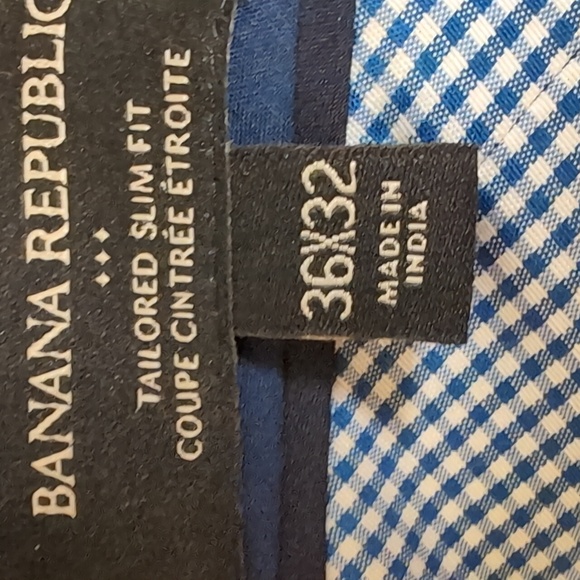 BANANA REPUBLIC
TAILORED SLIM FIT
COUPE CINTRÉE ÉTROITE
36X32
MADE IN
INDIA